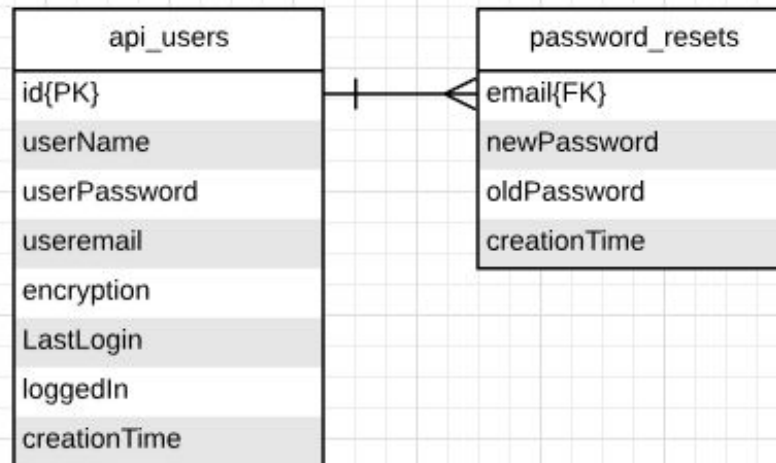 api_users
id{PK}
userName
userPassword
useremail
encryption
LastLogin
loggedIn
creationTime
password_resets
email{FK}
newPassword
oldPassword
creationTime